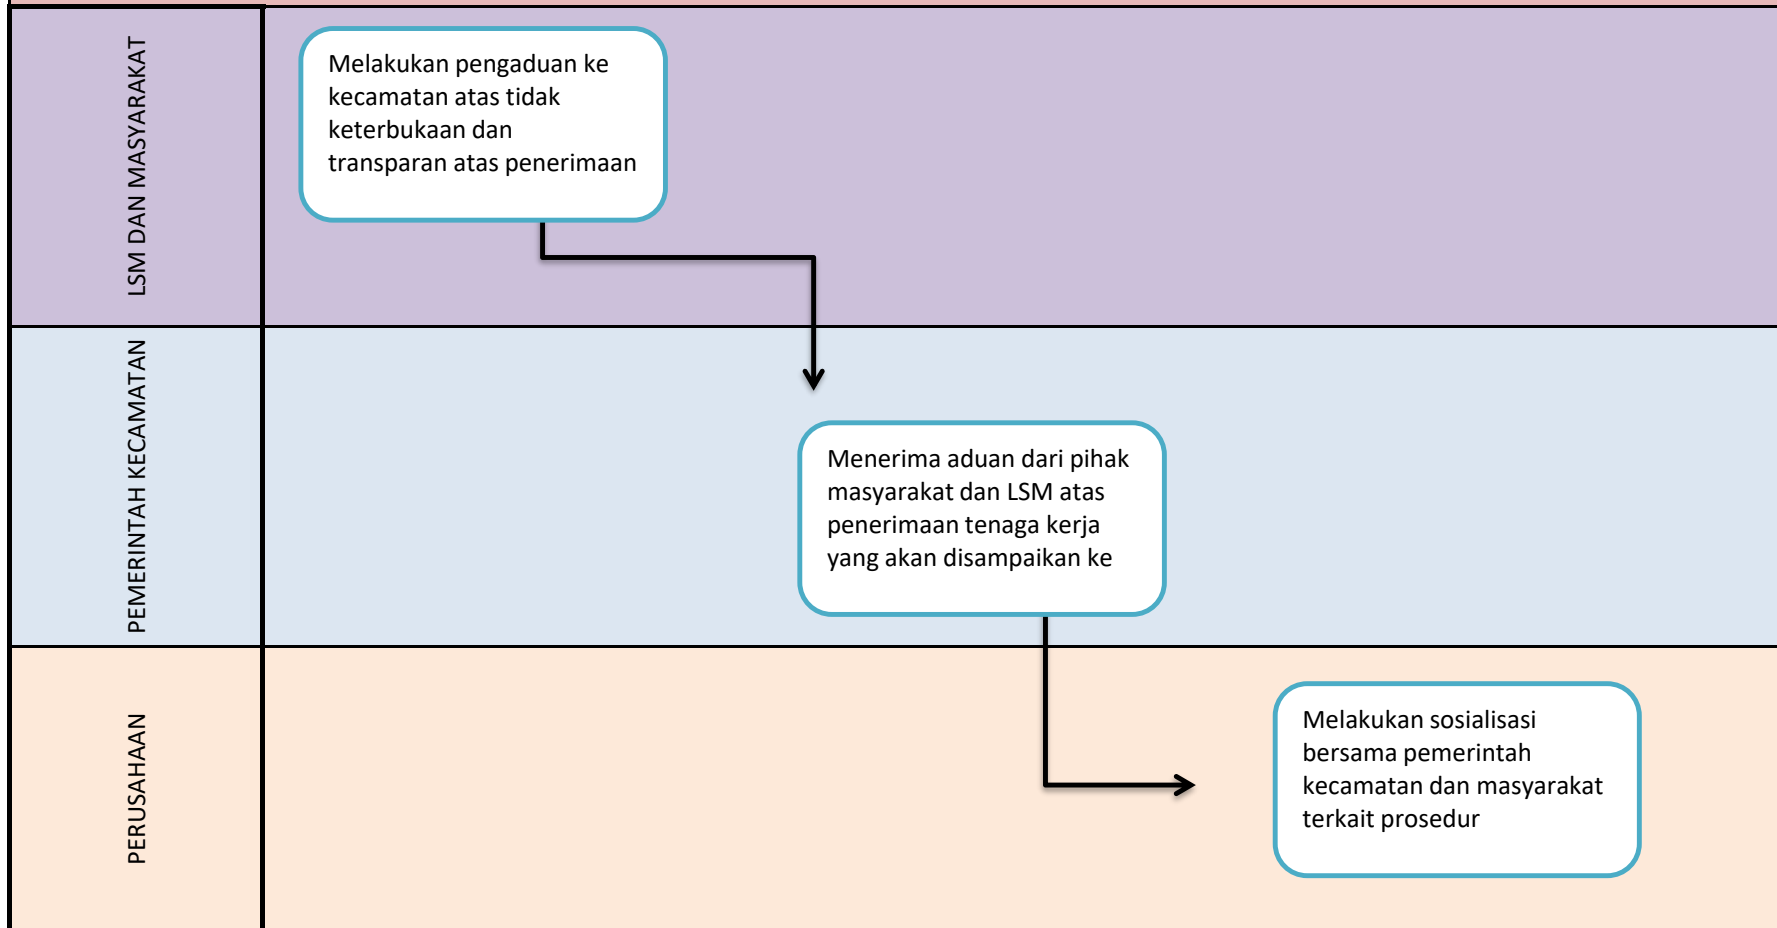 LSM DAN MASYARAKAT
Melakukan pengaduan ke
kecamatan atas tidak
keterbukaan dan
transparan atas penerimaan
PEMERINTAH KECAMATAN
Menerima aduan dari pihak
masyarakat dan LSM atas
penerimaan tenaga kerja
yang akan disampaikan ke
PERUSAHAAN
Melakukan sosialisasi
bersama pemerintah
kecamatan dan masyarakat
terkait prosedur